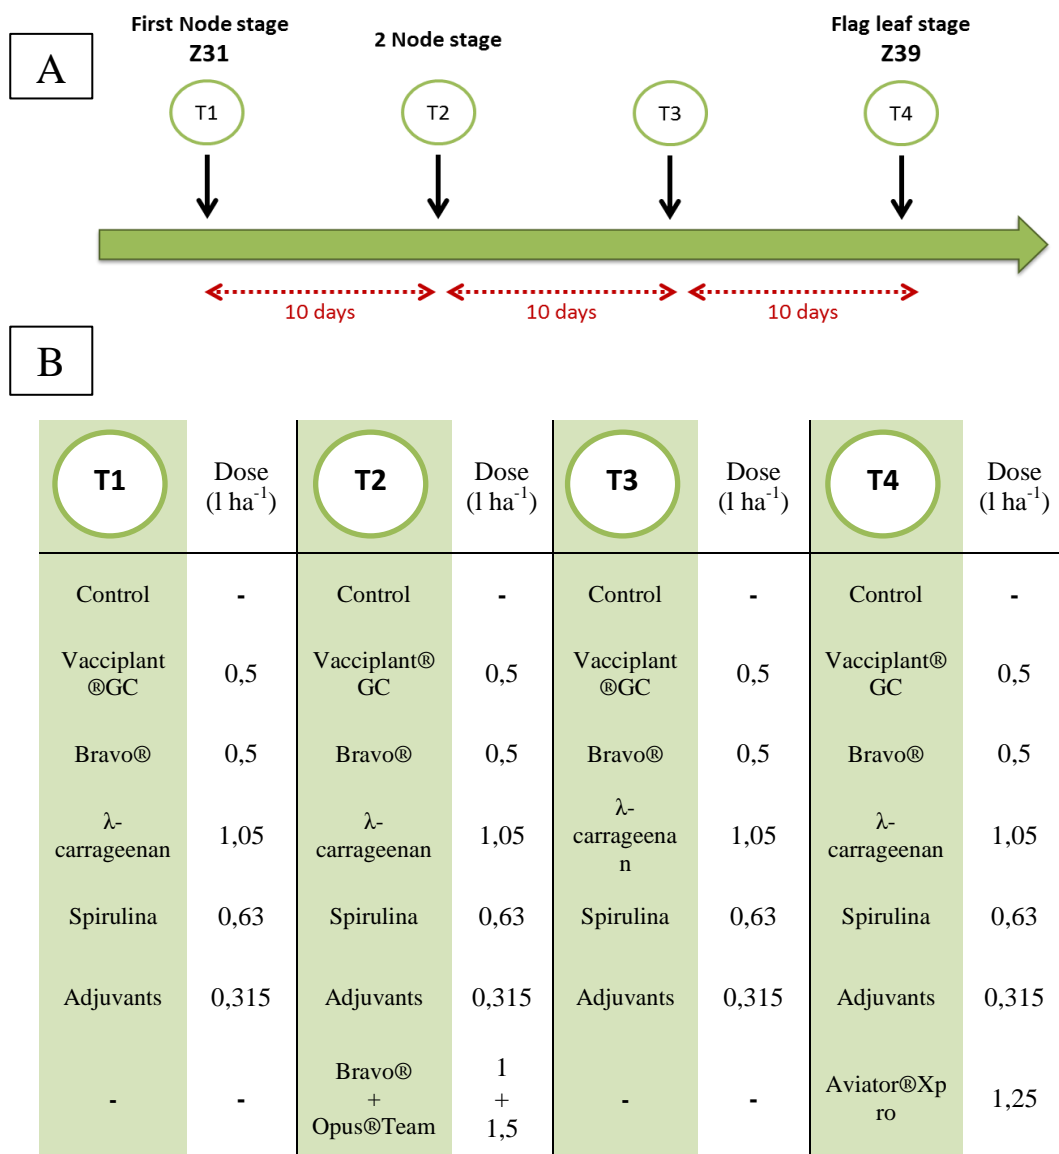 First Node stage
Z31
2 Node stage
Flag leaf stage
Z39
A
T1
T2
T3
T4
10 days
10 days
10 days
B
T1
Dose
(l ha-1)
T2
Dose
(l ha-1)
T3
Dose
(l ha-1)
T4
Dose
(l ha-1)
Control
-
Control
-
Control
-
Control
-
Vacciplant
®GC
0,5
Vacciplant®
GC
0,5
Vacciplant
®GC
0,5
Vacciplant®
GC
0,5
Bravo®
0,5
Bravo®
0,5
Bravo®
0,5
Bravo®
0,5
λ-
carrageenan
1,05
λ-
carrageenan
1,05
λ-
carrageena
n
1,05
λ-
carrageenan
1,05
Spirulina
0,63
Spirulina
0,63
Spirulina
0,63
Spirulina
0,63
Adjuvants
0,315
Adjuvants
0,315
Adjuvants
0,315
Adjuvants
0,315
-
-
Bravo®
+
Opus®Team
1
+
1,5
-
-
Aviator®Xp
ro
1,25